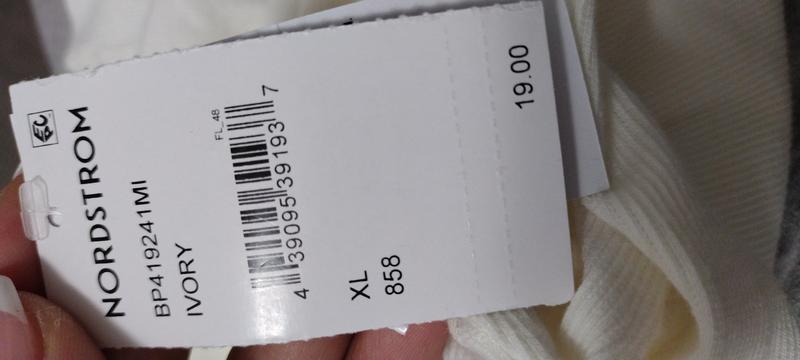 NORDSTROM
BP419241MI
IVORY
FL_48
4 39095 39193 7
XL
858
19.00